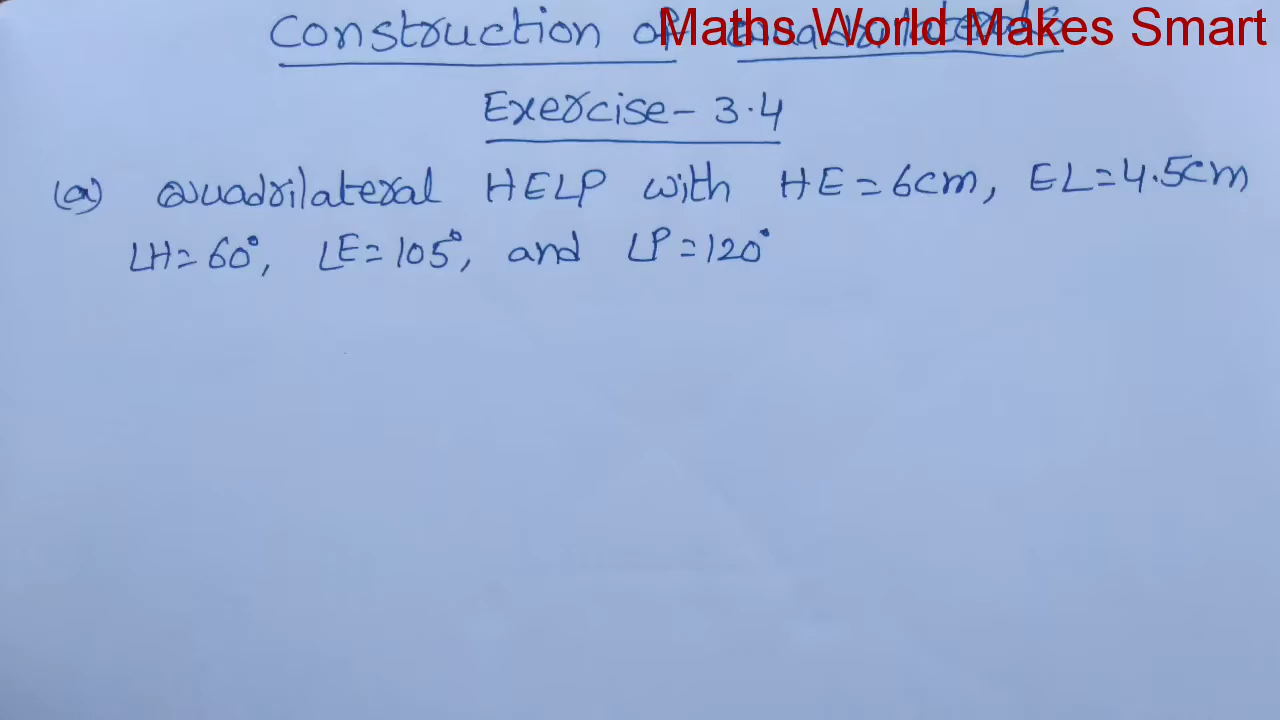 Construction of
Maths World Makes Smart
Exercise - 3.4
(a) Quadrilateral HELP with HE = 6cm, EL = 4.5cm
∠H = 60°, ∠E = 105°, and ∠P = 120°